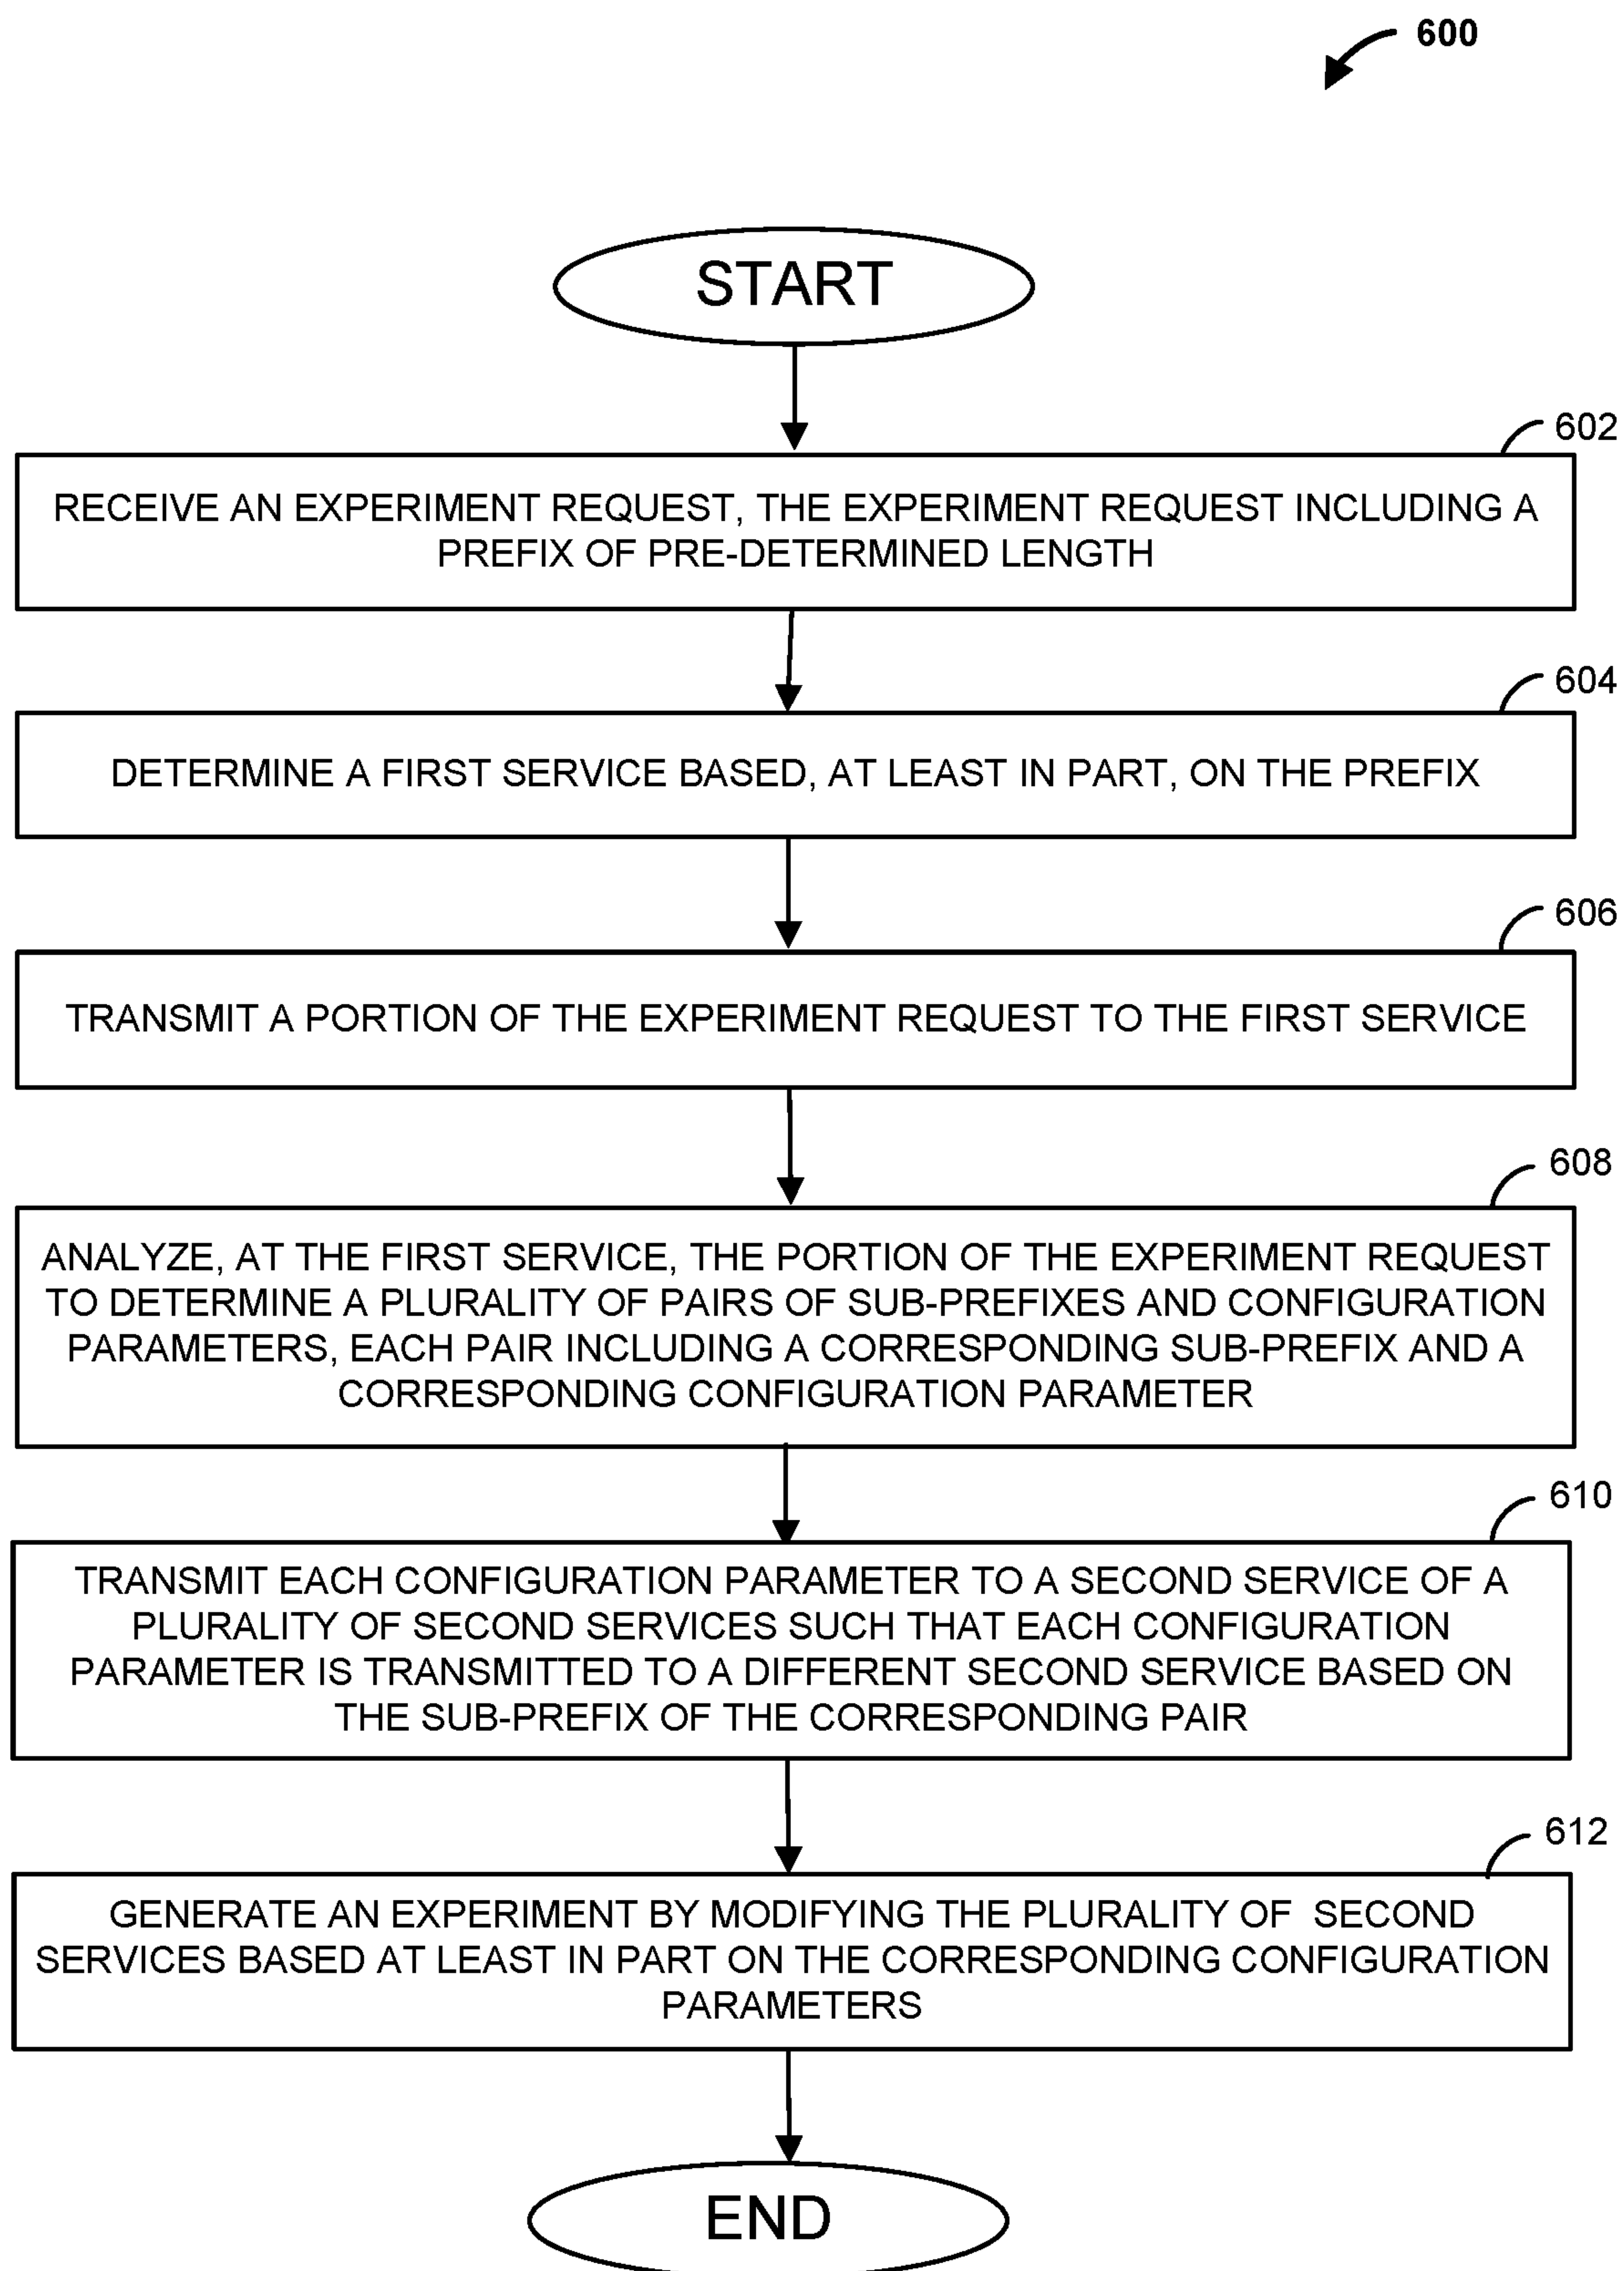 600
START
602
RECEIVE AN EXPERIMENT REQUEST, THE EXPERIMENT REQUEST INCLUDING A
PREFIX OF PRE-DETERMINED LENGTH
604
DETERMINE A FIRST SERVICE BASED, AT LEAST IN PART, ON THE PREFIX
606
TRANSMIT A PORTION OF THE EXPERIMENT REQUEST TO THE FIRST SERVICE
608
ANALYZE, AT THE FIRST SERVICE, THE PORTION OF THE EXPERIMENT REQUEST
TO DETERMINE A PLURALITY OF PAIRS OF SUB-PREFIXES AND CONFIGURATION
PARAMETERS, EACH PAIR INCLUDING A CORRESPONDING SUB-PREFIX AND A
CORRESPONDING CONFIGURATION PARAMETER
610
TRANSMIT EACH CONFIGURATION PARAMETER TO A SECOND SERVICE OF A
PLURALITY OF SECOND SERVICES SUCH THAT EACH CONFIGURATION
PARAMETER IS TRANSMITTED TO A DIFFERENT SECOND SERVICE BASED ON
THE SUB-PREFIX OF THE CORRESPONDING PAIR
612
GENERATE AN EXPERIMENT BY MODIFYING THE PLURALITY OF SECOND
SERVICES BASED AT LEAST IN PART ON THE CORRESPONDING CONFIGURATION
PARAMETERS
END